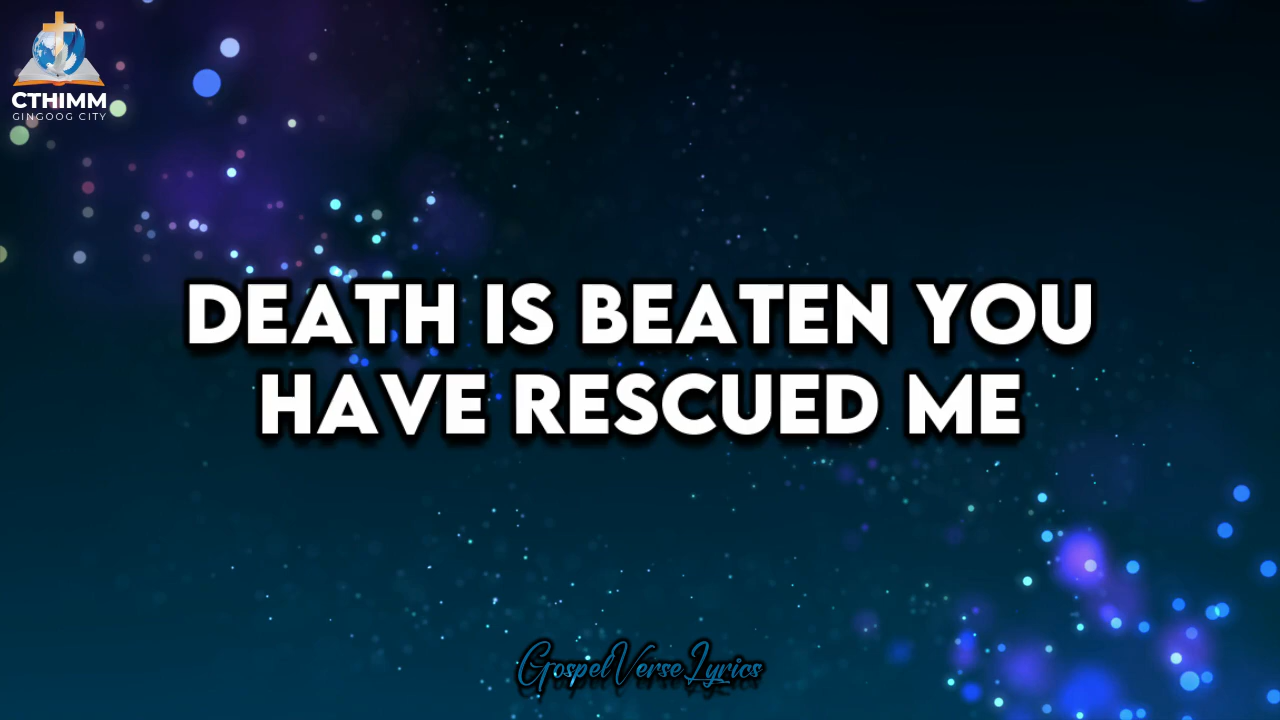 CTHIMM
GINGOOG CITY
DEATH IS BEATEN YOU
HAVE RESCUED ME
GospelVerseLyrics